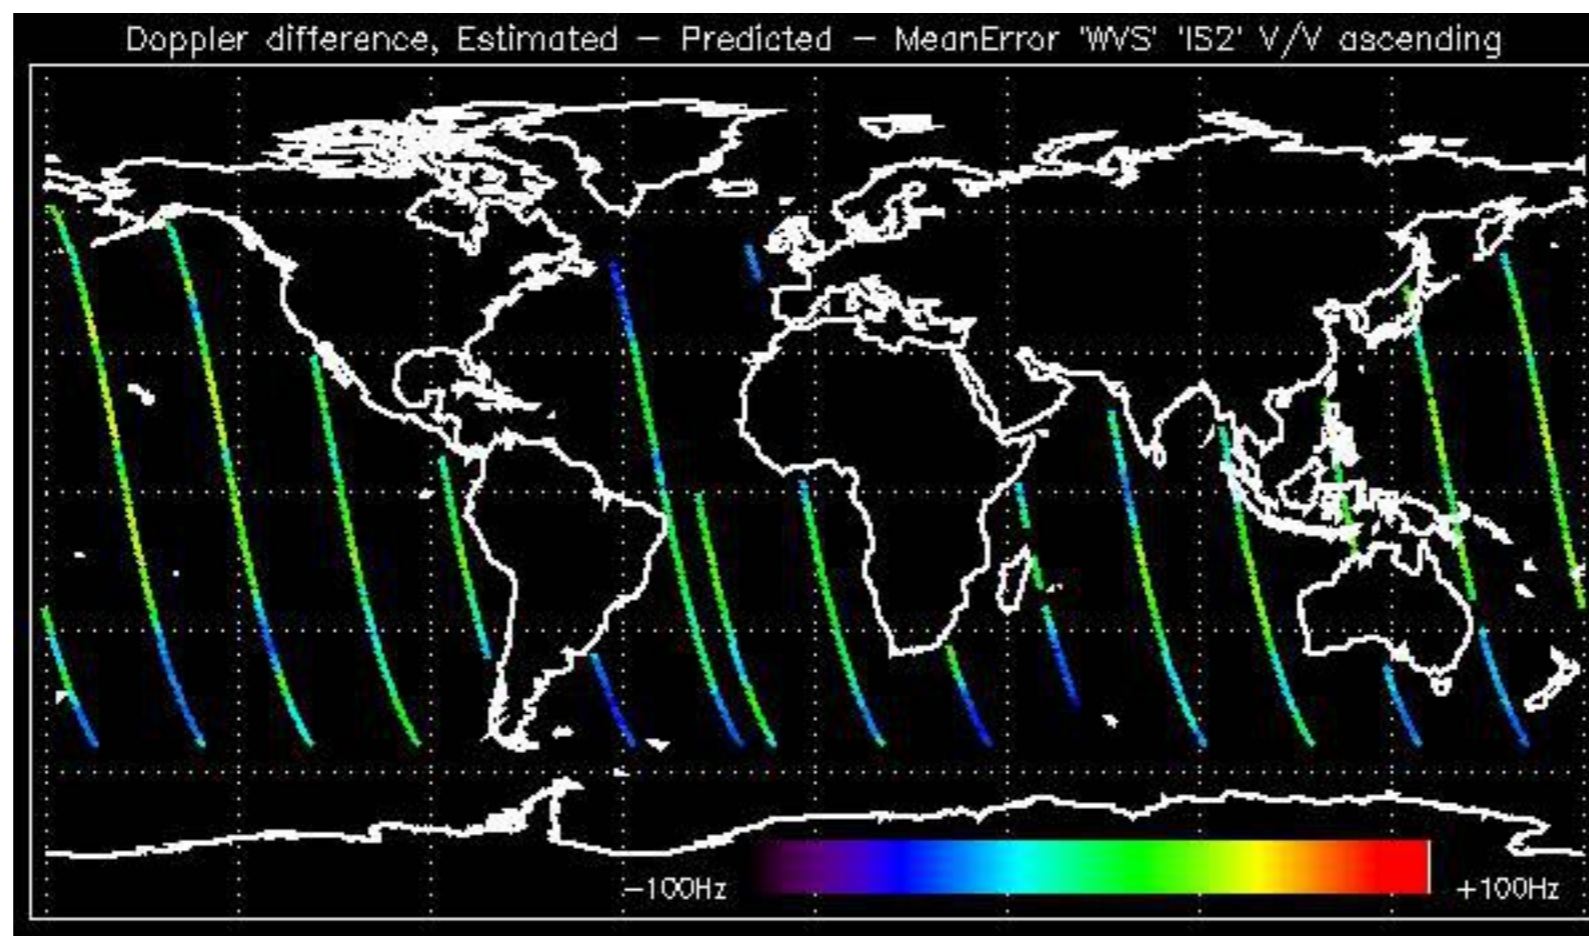 Doppler difference, Estimated – Predicted – MeanError 'WVS' 'IS2' V/V ascending
−100Hz
+100Hz